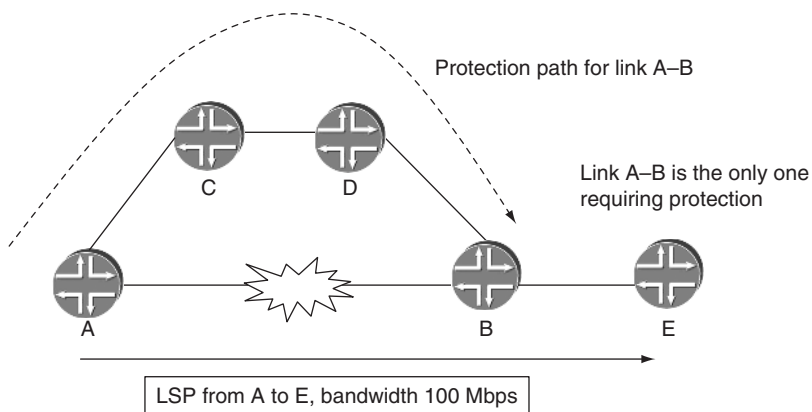 Protection path for link A–B
C
D
Link A–B is the only one
requiring protection
A
B
E
LSP from A to E, bandwidth 100 Mbps